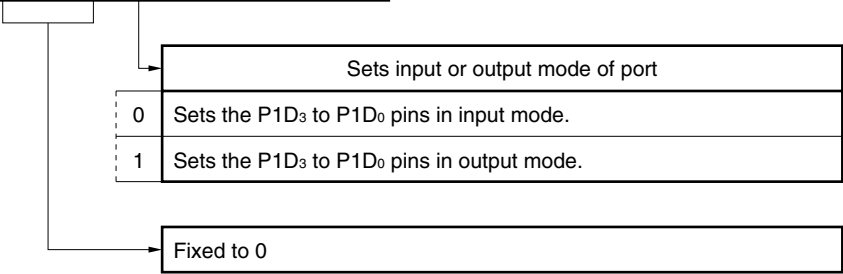 Sets input or output mode of port
0 Sets the P1D₃ to P1D₀ pins in input mode.
1 Sets the P1D₃ to P1D₀ pins in output mode.
Fixed to 0